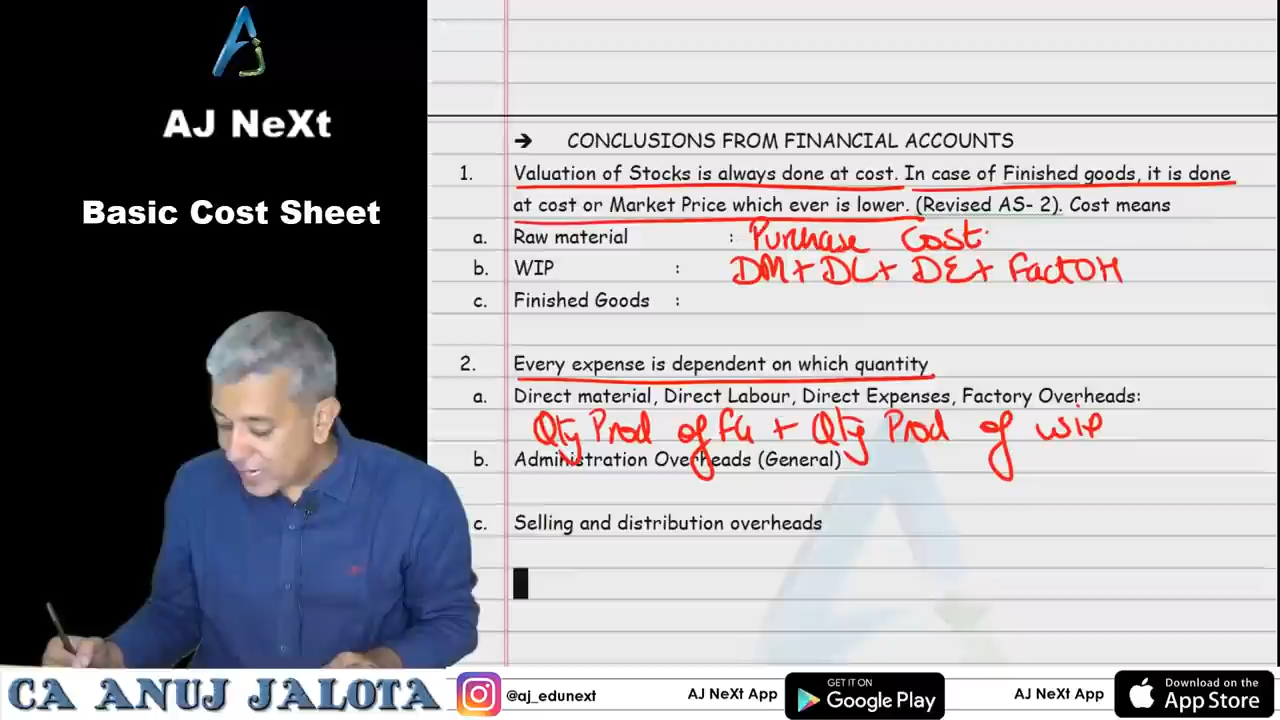 AJ NeXt
Basic Cost Sheet
→ CONCLUSIONS FROM FINANCIAL ACCOUNTS
1. Valuation of Stocks is always done at cost. In case of Finished goods, it is done
at cost or Market Price which ever is lower. (Revised AS- 2). Cost means
a. Raw material : Purchase Cost.
b. WIP : DM + DL + DE + FactOH
c. Finished Goods :
2. Every expense is dependent on which quantity
a. Direct material, Direct Labour, Direct Expenses, Factory Overheads:
Qty Prod of FG + Qty Prod of WIP
b. Administration Overheads (General)
c. Selling and distribution overheads
CA ANUJ JALOTA
@aj_edunext
AJ NeXt App
GET IT ON
Google Play
AJ NeXt App
Download on the
App Store